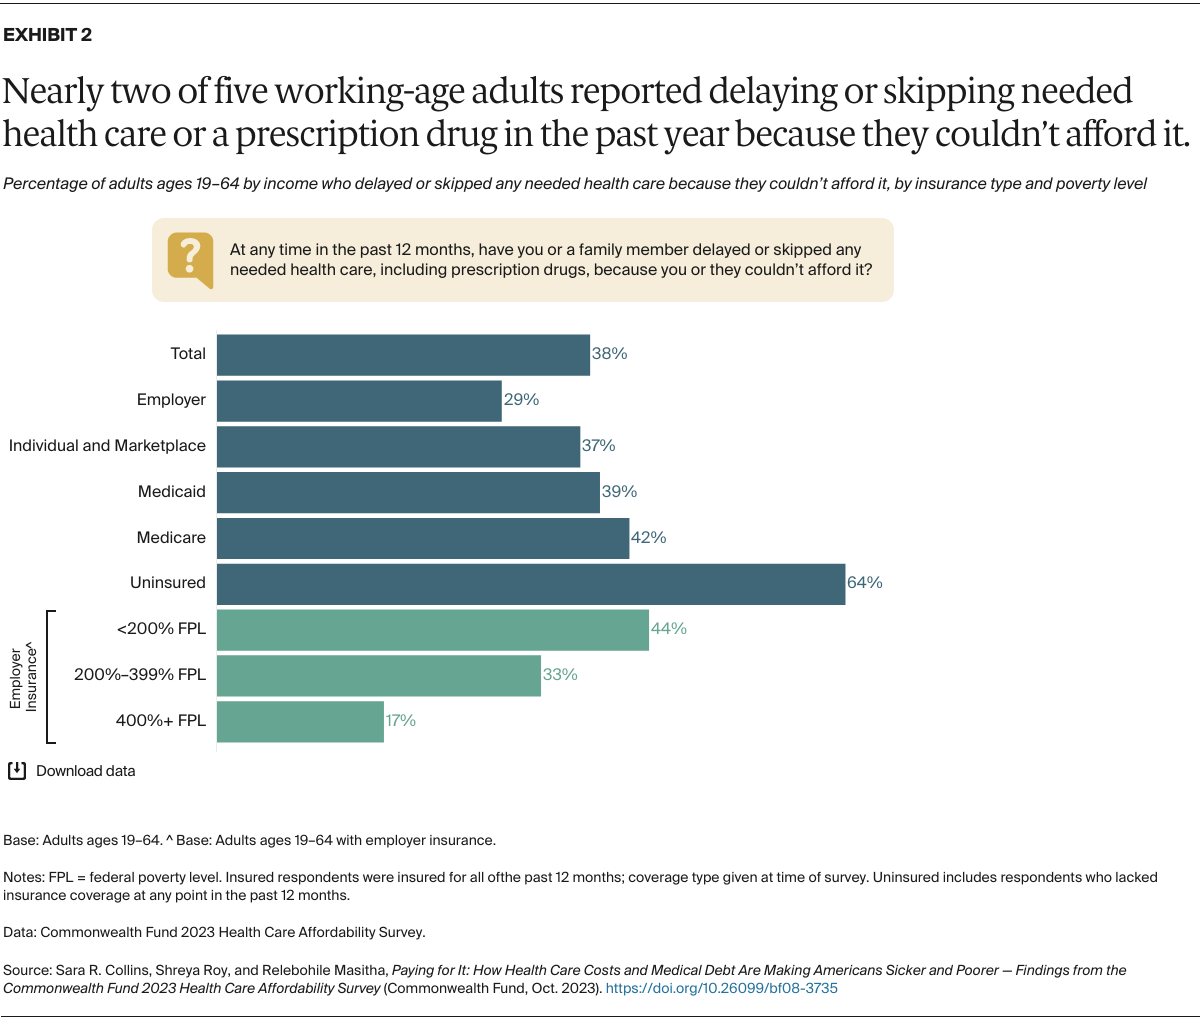 EXHIBIT 2
Nearly two of five working-age adults reported delaying or skipping needed
health care or a prescription drug in the past year because they couldn’t afford it.
Percentage of adults ages 19–64 by income who delayed or skipped any needed health care because they couldn’t afford it, by insurance type and poverty level
?
At any time in the past 12 months, have you or a family member delayed or skipped any
needed health care, including prescription drugs, because you or they couldn’t afford it?
Total 38%
Employer 29%
Individual and Marketplace 37%
Medicaid 39%
Medicare 42%
Uninsured 64%
Employer
Insurance^
<200% FPL 44%
200%–399% FPL 33%
400%+ FPL 17%
Download data
Base: Adults ages 19–64. ^ Base: Adults ages 19–64 with employer insurance.
Notes: FPL = federal poverty level. Insured respondents were insured for all ofthe past 12 months; coverage type given at time of survey. Uninsured includes respondents who lacked
insurance coverage at any point in the past 12 months.
Data: Commonwealth Fund 2023 Health Care Affordability Survey.
Source: Sara R. Collins, Shreya Roy, and Relebohile Masitha, Paying for It: How Health Care Costs and Medical Debt Are Making Americans Sicker and Poorer — Findings from the
Commonwealth Fund 2023 Health Care Affordability Survey (Commonwealth Fund, Oct. 2023). https://doi.org/10.26099/bf08-3735